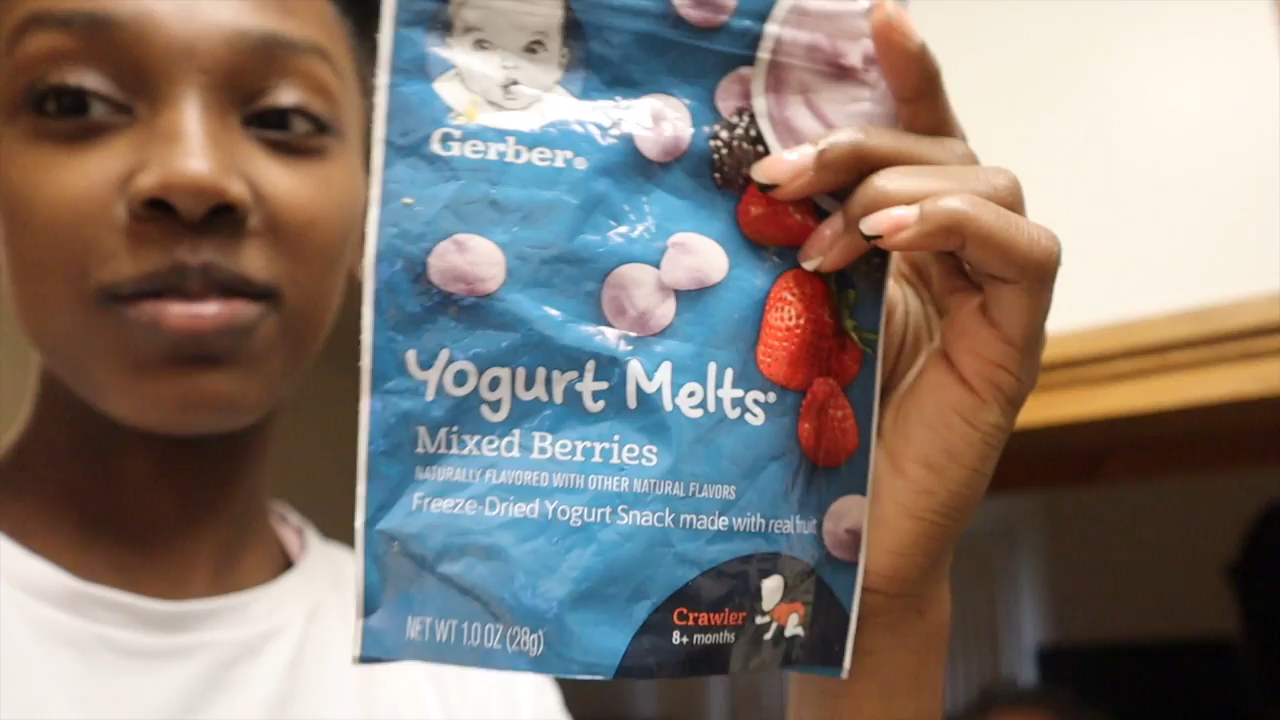 Gerber®
Yogurt Melts®
Mixed Berries
NATURALLY FLAVORED WITH OTHER NATURAL FLAVORS
Freeze-Dried Yogurt Snack made with real fruit
Crawler
8+ months
NET WT 1.0 OZ (28g)